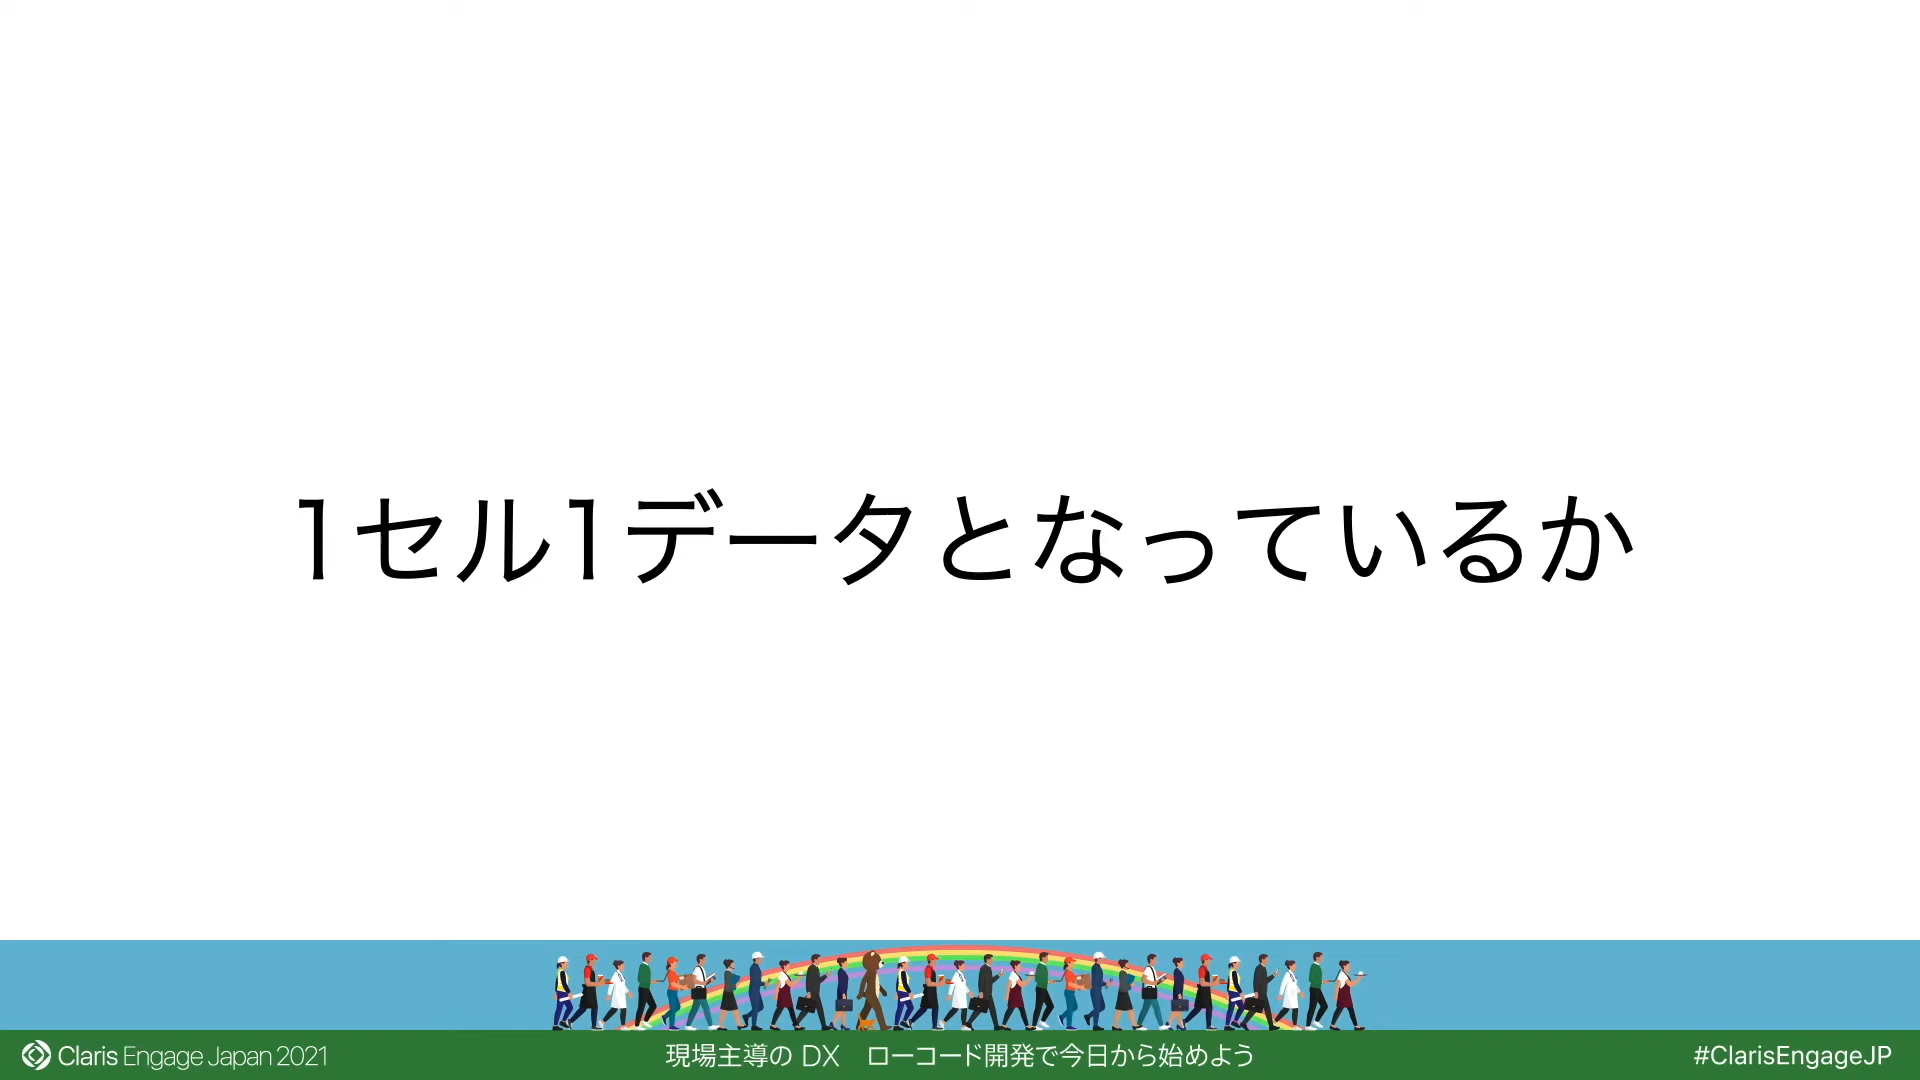 1セル1データとなっているか
Claris Engage Japan 2021
現場主導の DX　ローコード開発で今日から始めよう
#ClarisEngageJP